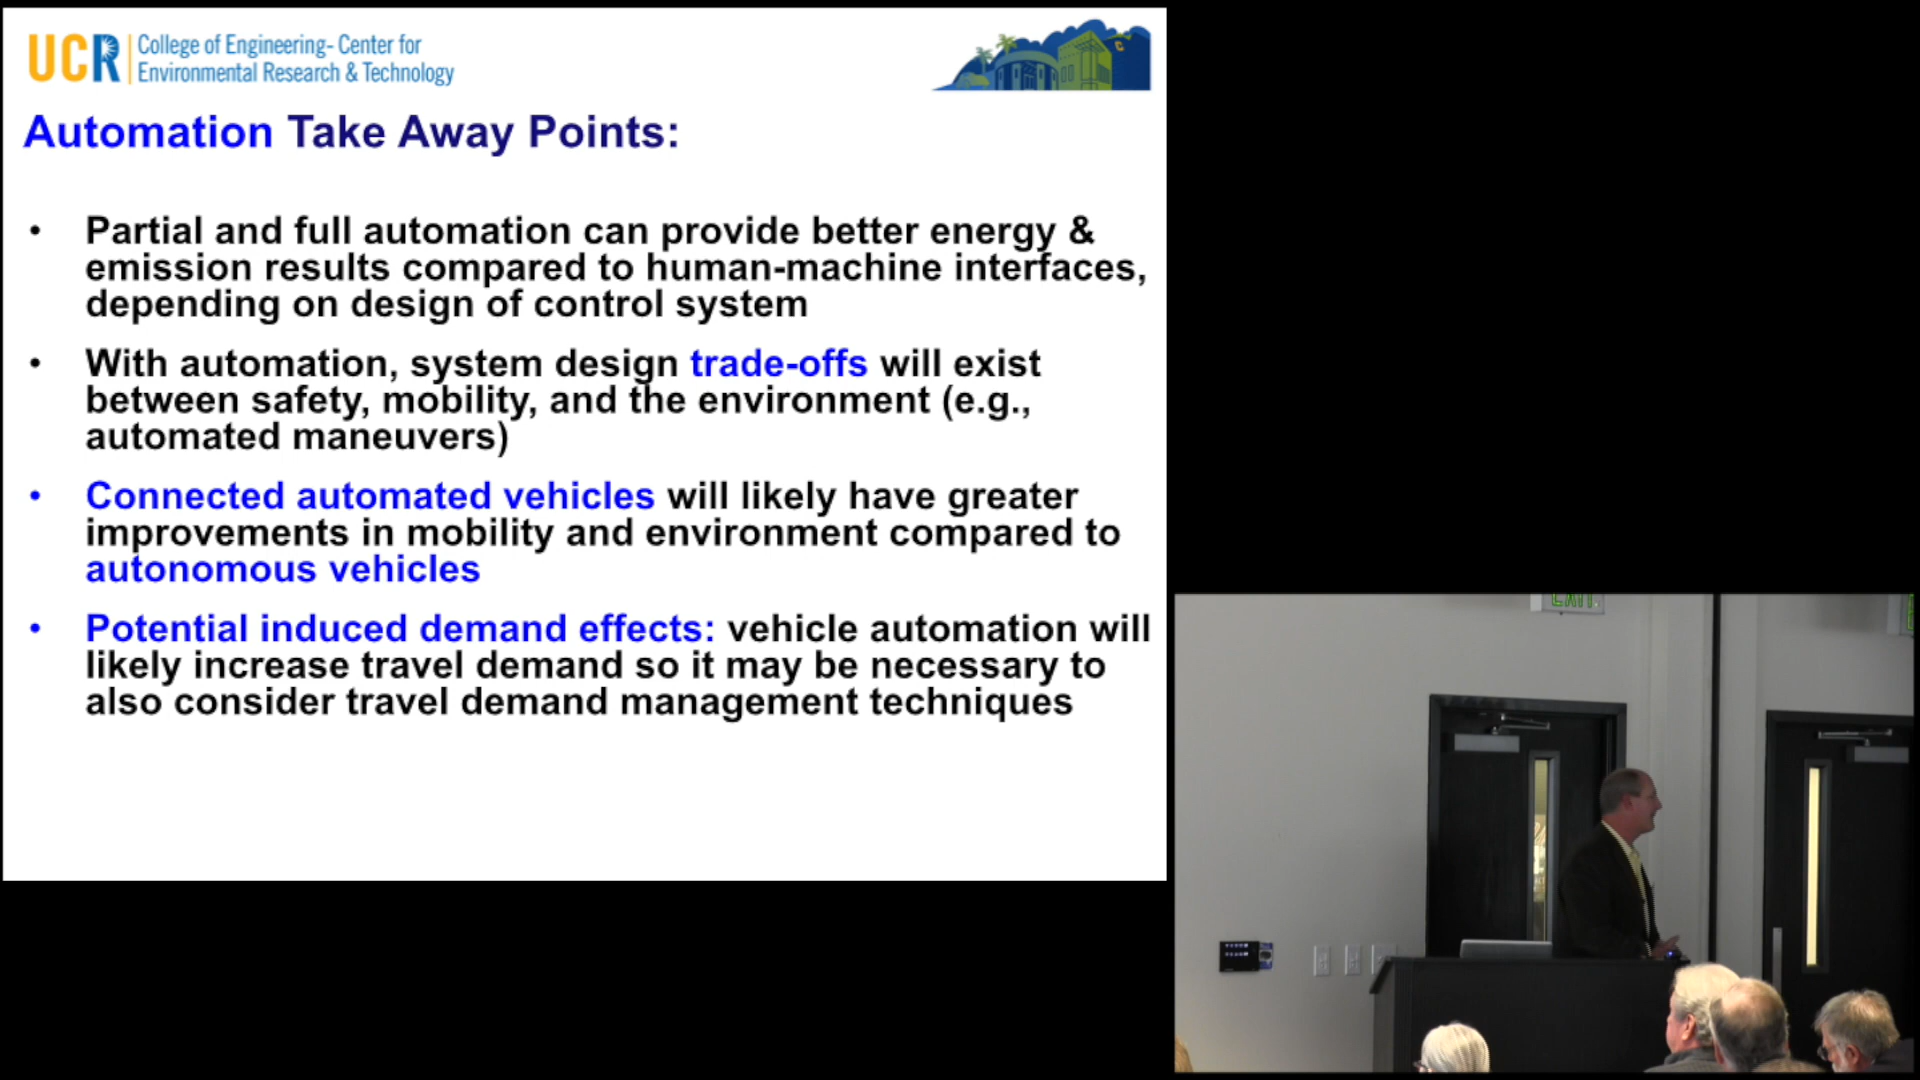 UCR College of Engineering- Center for
Environmental Research & Technology
Automation Take Away Points:
• Partial and full automation can provide better energy &
emission results compared to human-machine interfaces,
depending on design of control system
• With automation, system design trade-offs will exist
between safety, mobility, and the environment (e.g.,
automated maneuvers)
• Connected automated vehicles will likely have greater
improvements in mobility and environment compared to
autonomous vehicles
• Potential induced demand effects: vehicle automation will
likely increase travel demand so it may be necessary to
also consider travel demand management techniques
EXIT